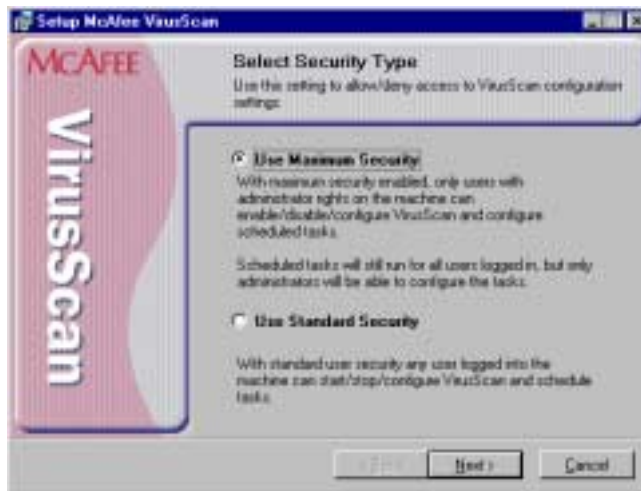 Setup McAfee VirusScan
McAFEE
VirusScan
Select Security Type
Use this setting to allow/deny access to VirusScan configuration
settings:
Use Maximum Security
With maximum security enabled, only users with
administrator rights on the machine can
enable/disable/configure VirusScan and configure
scheduled tasks.
Scheduled tasks will still run for all users logged in, but only
administrators will be able to configure the tasks.
Use Standard Security
With standard user security any user logged into the
machine can start/stop/configure VirusScan and schedule
tasks.
Next >
Cancel